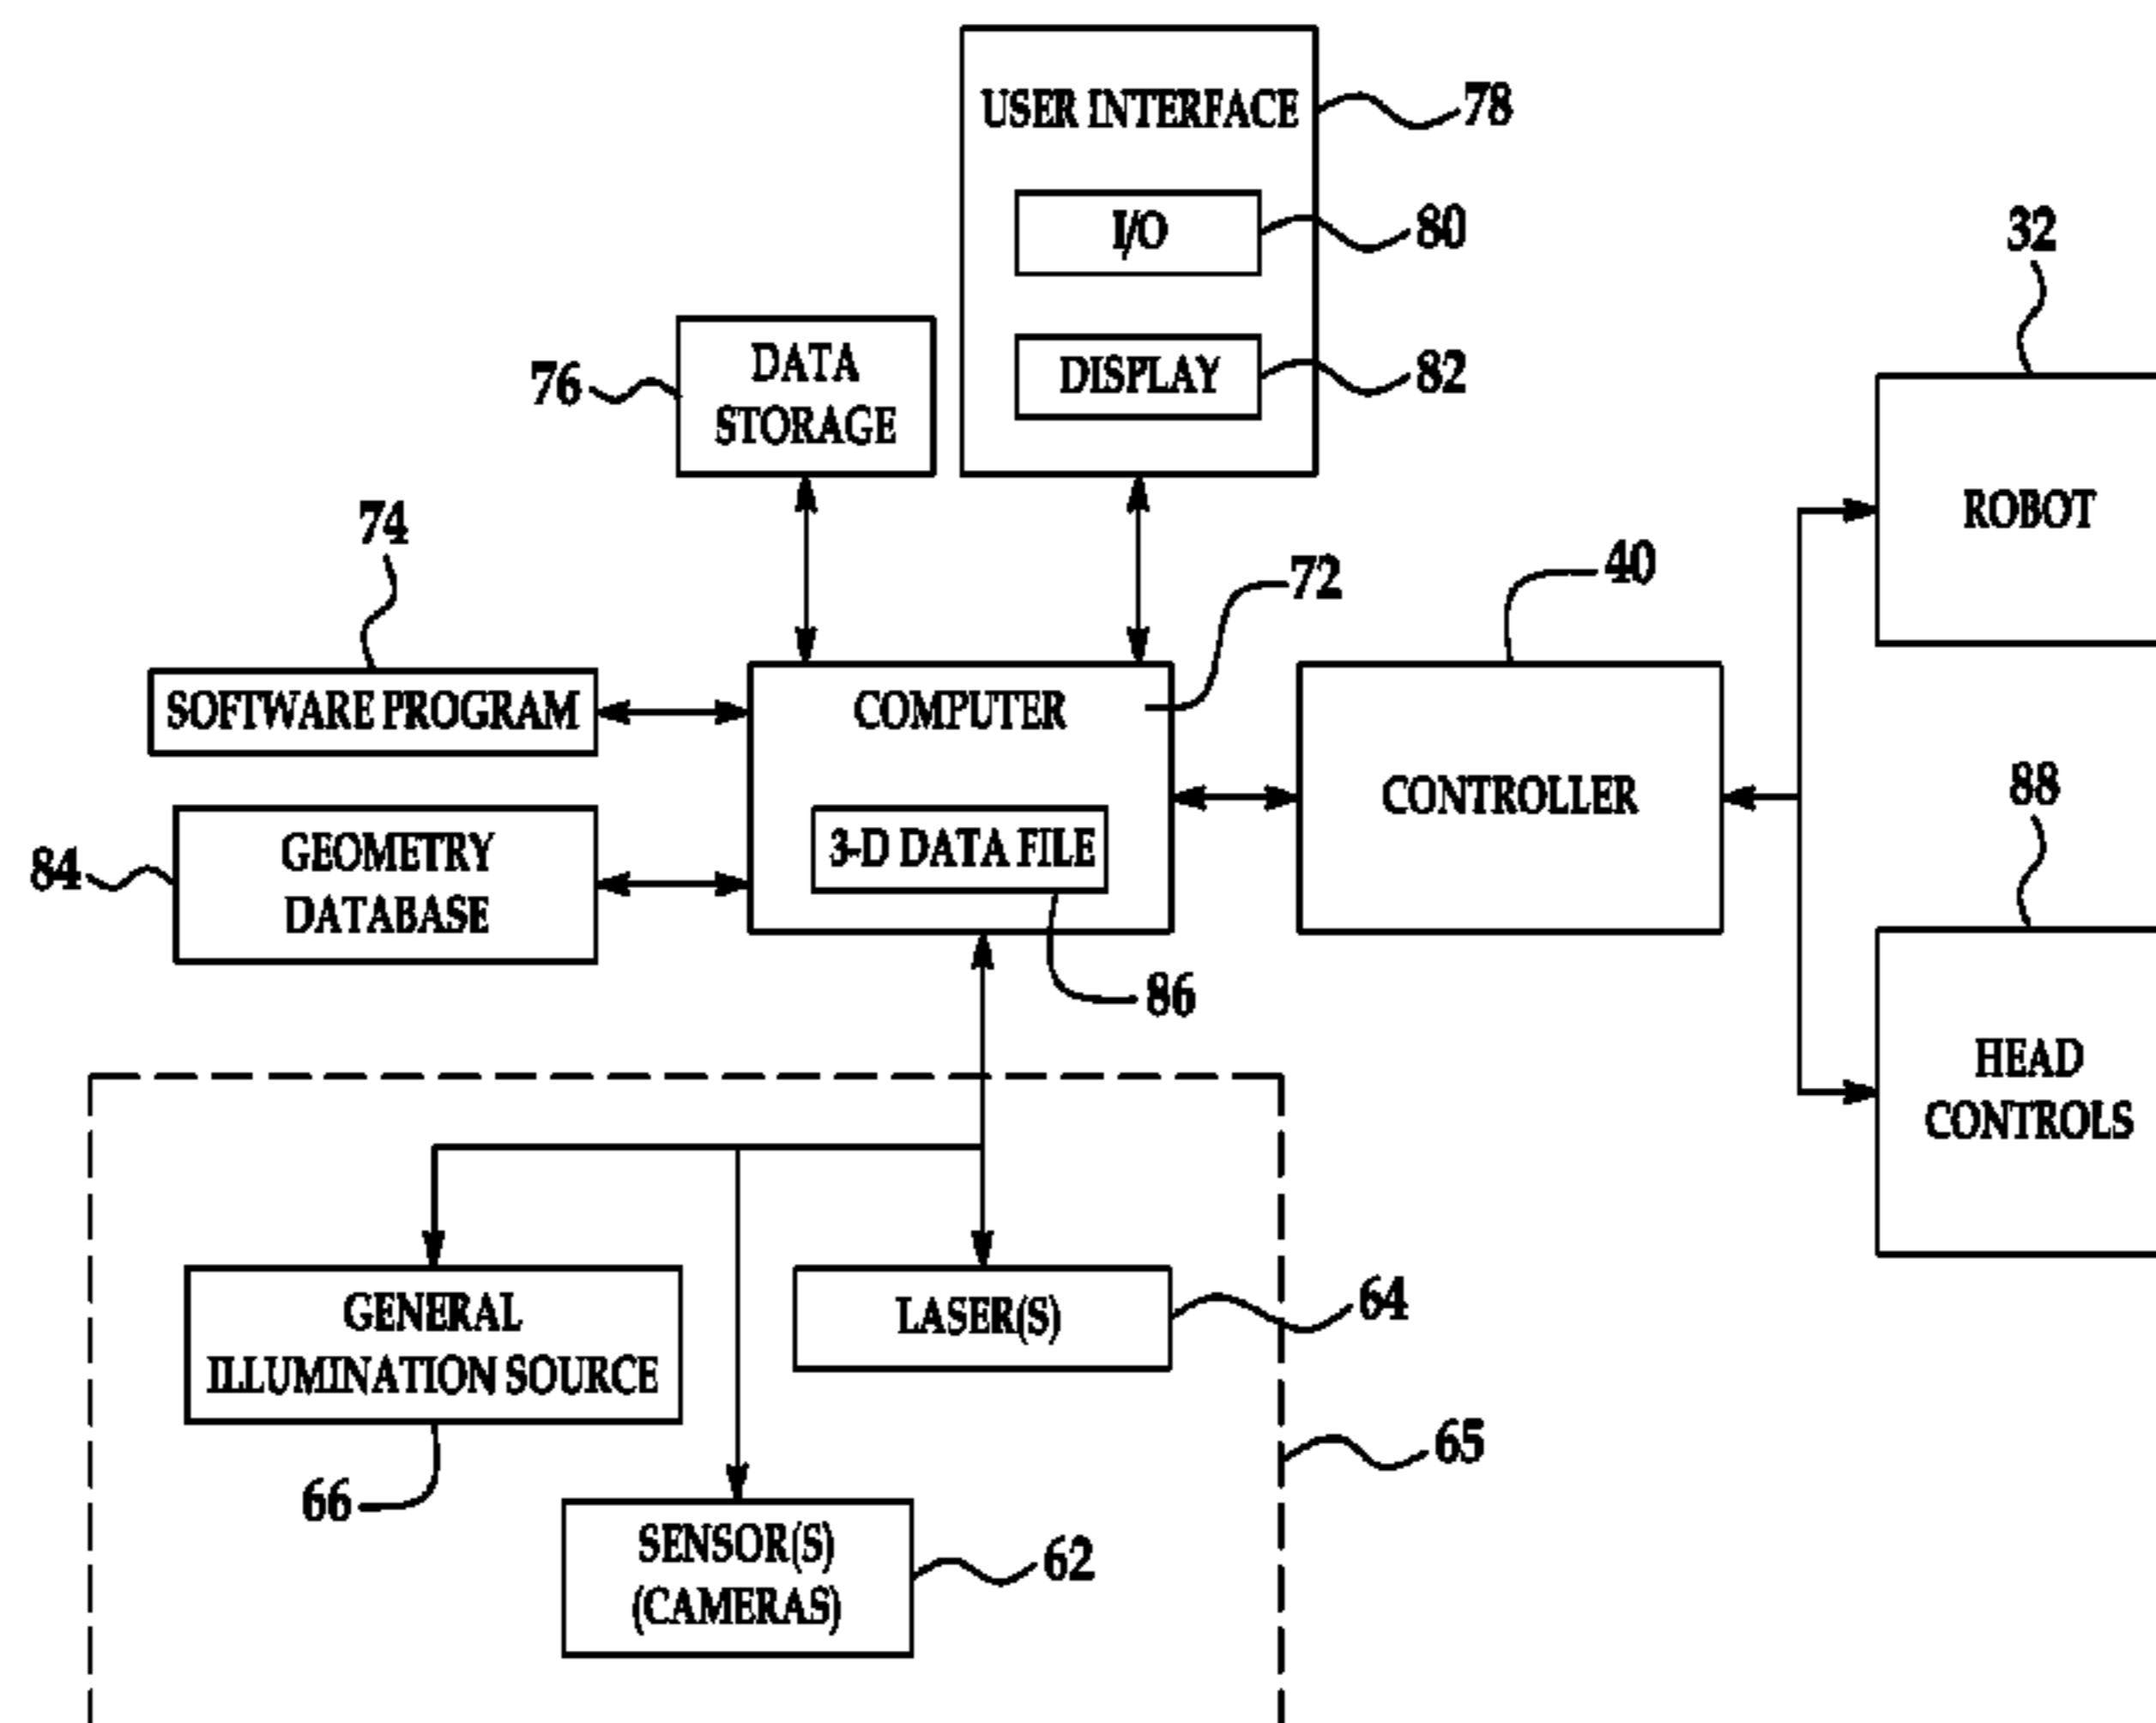 USER INTERFACE
78
I/O
80
32
DISPLAY
82
DATA
STORAGE
76
ROBOT
74
72
40
SOFTWARE PROGRAM
COMPUTER
CONTROLLER
88
3-D DATA FILE
GEOMETRY
DATABASE
84
86
HEAD
CONTROLS
GENERAL
ILLUMINATION SOURCE
LASER(S)
64
65
66
SENSOR(S)
(CAMERAS)
62